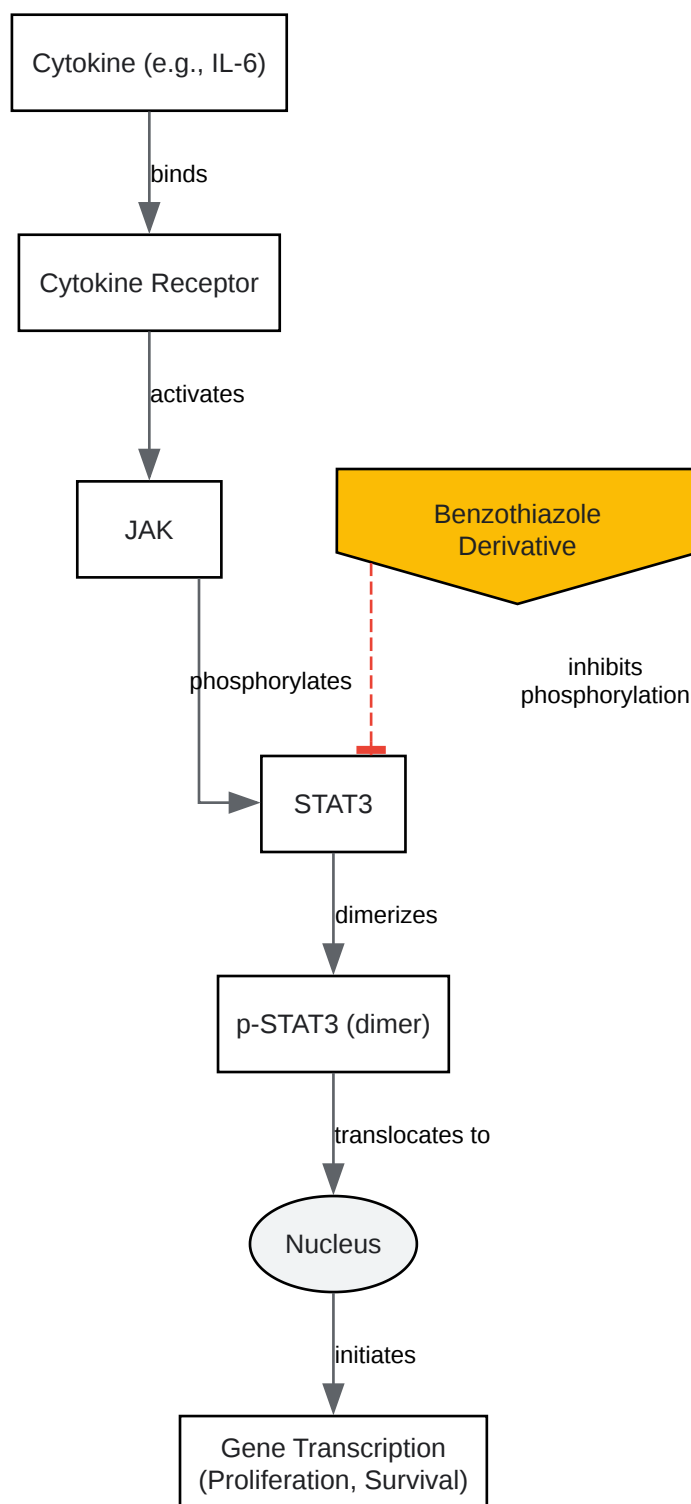 Cytokine (e.g., IL-6)
binds
Cytokine Receptor
activates
JAK
Benzothiazole
Derivative
phosphorylates
inhibits
phosphorylation
STAT3
dimerizes
p-STAT3 (dimer)
translocates to
Nucleus
initiates
Gene Transcription
(Proliferation, Survival)